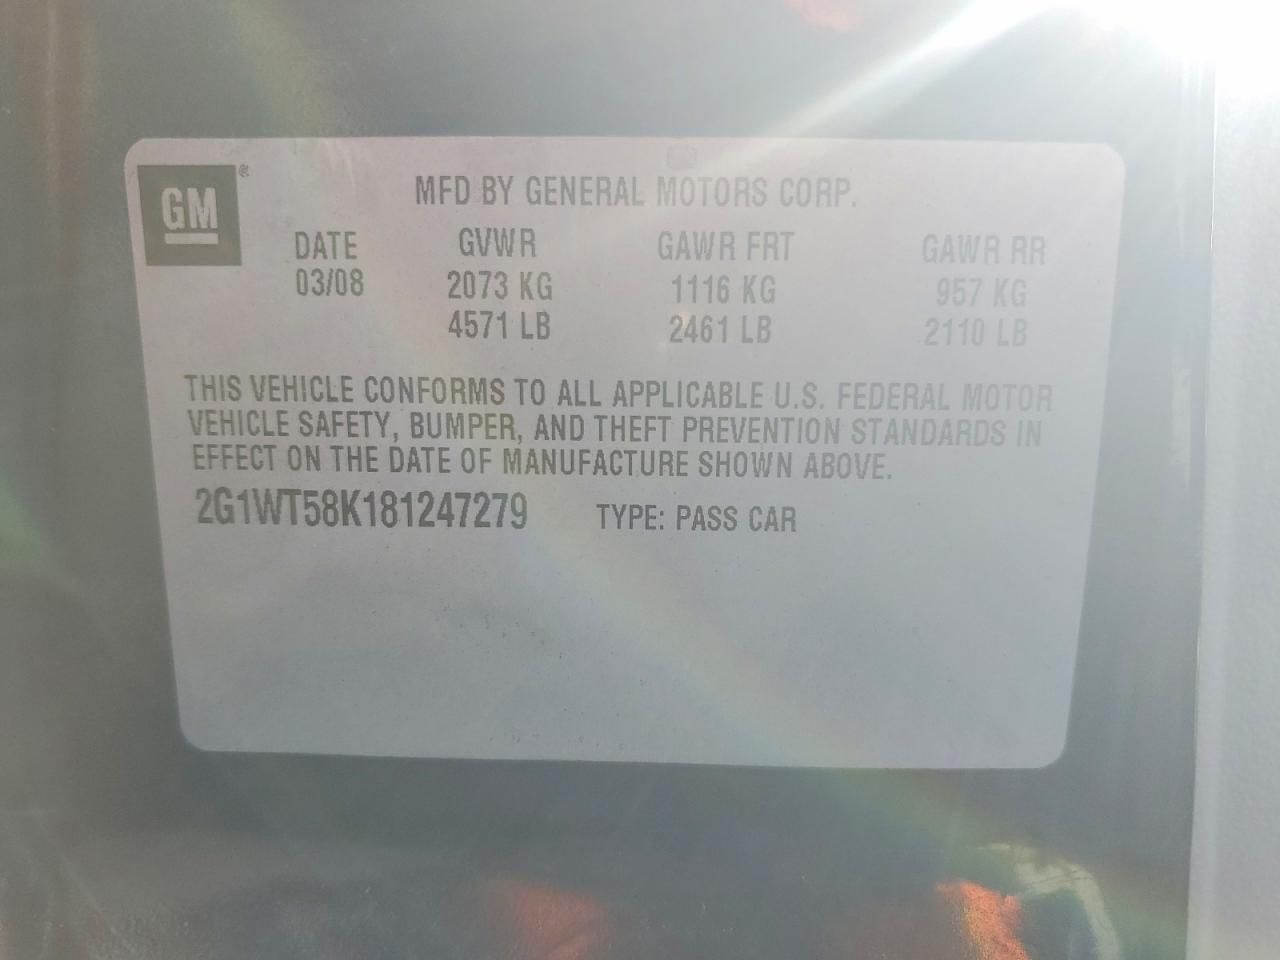 GM®
MFD BY GENERAL MOTORS CORP.
DATE GVWR GAWR FRT GAWR RR
03/08 2073 KG 1116 KG 957 KG
4571 LB 2461 LB 2110 LB
THIS VEHICLE CONFORMS TO ALL APPLICABLE U.S. FEDERAL MOTOR
VEHICLE SAFETY, BUMPER, AND THEFT PREVENTION STANDARDS IN
EFFECT ON THE DATE OF MANUFACTURE SHOWN ABOVE.
2G1WT58K181247279 TYPE: PASS CAR